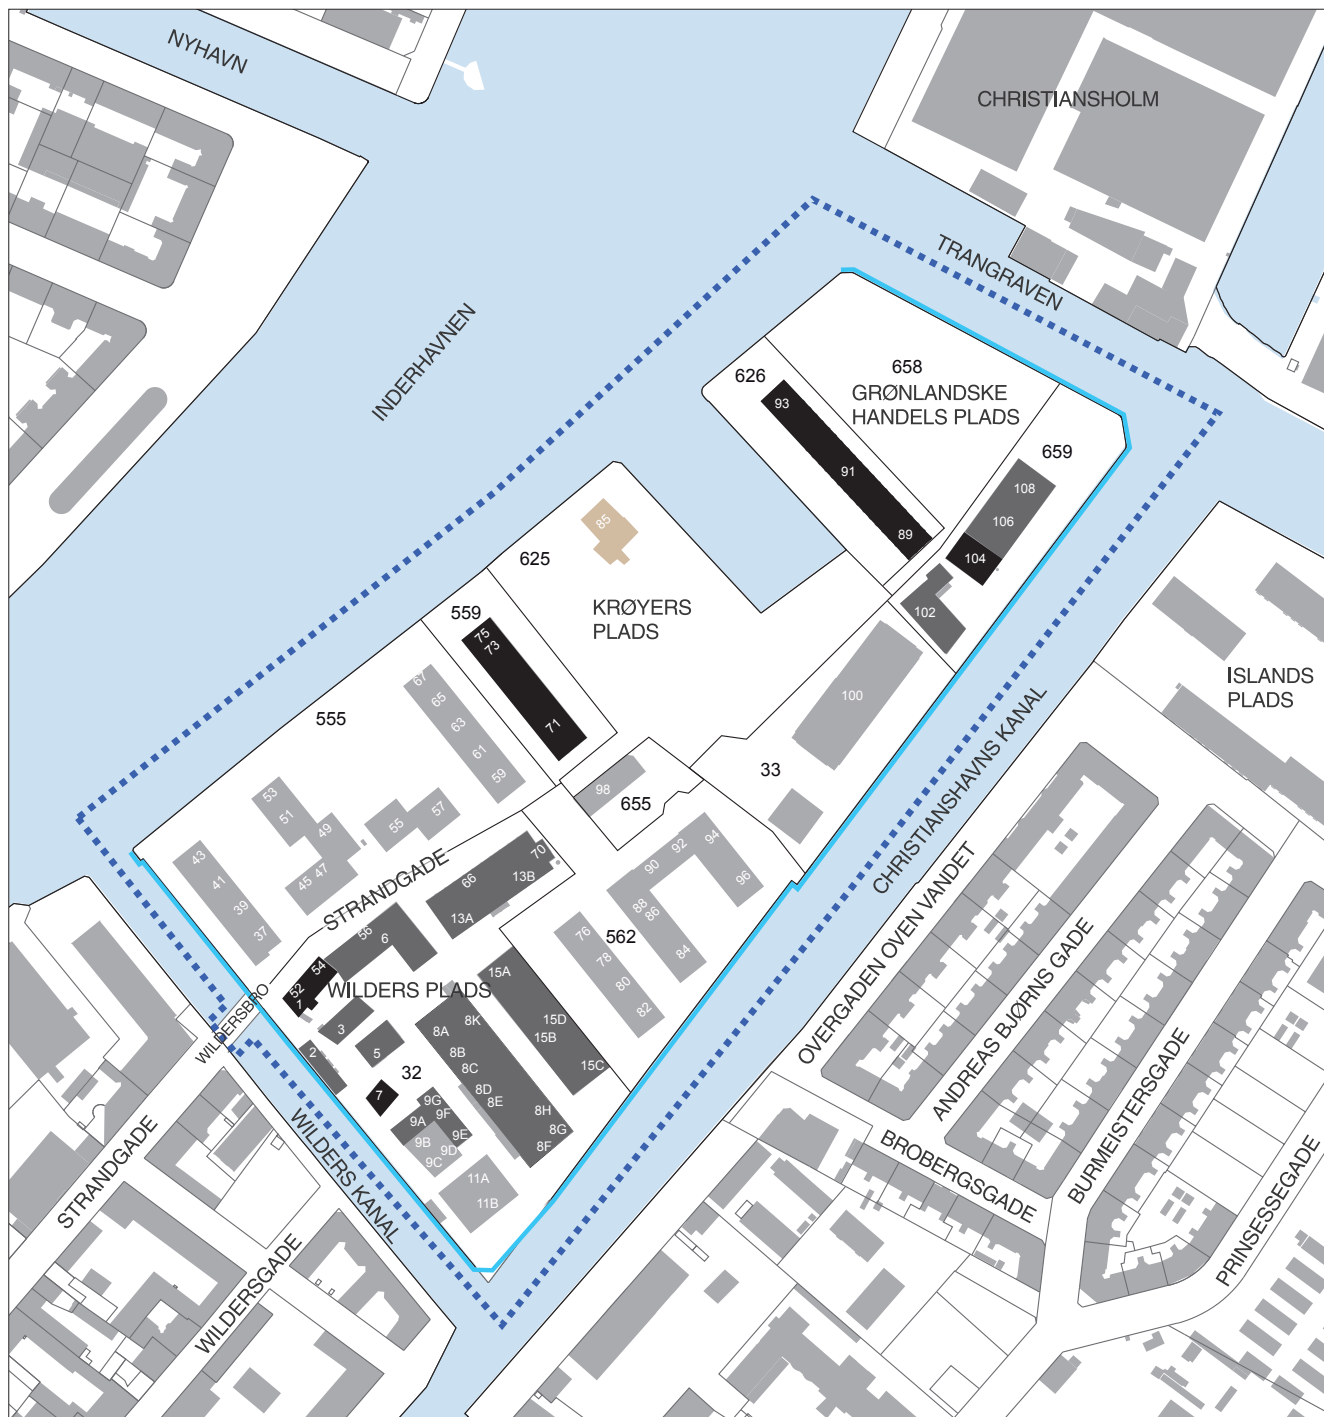 NYHAVN
CHRISTIANSHOLM
TRANGRAVEN
INDERHAVNEN
658
626
GRØNLANDSKE
HANDELS PLADS
93
659
91
108
106
89
104
85
625
102
KRØYERS
PLADS
559
75
73
71
ISLANDS
PLADS
67
65
63
61
59
555
100
33
98
655
CHRISTIANSHAVNS KANAL
53
51
49
57
55
47
45
43
41
39
37
STRANDGADE
70
66
13B
13A
94
92
90
96
88
86
84
562
76
78
80
82
56
6
54
52
1
WILDERS PLADS
15A
15D
15B
15C
WILDERSBRO
3
2
5
7
32
8K
8A
8B
8C
8D
8E
8H
8G
8F
9G
9F
9A
9E
9B
9D
9C
11A
11B
OVERGADEN OVEN VANDET
ANDREAS BJØRNS GADE
BURMEISTERSGADE
BROBERGSGADE
PRINSESSEGADE
WILDERS KANAL
STRANDGADE
WILDERSGADE